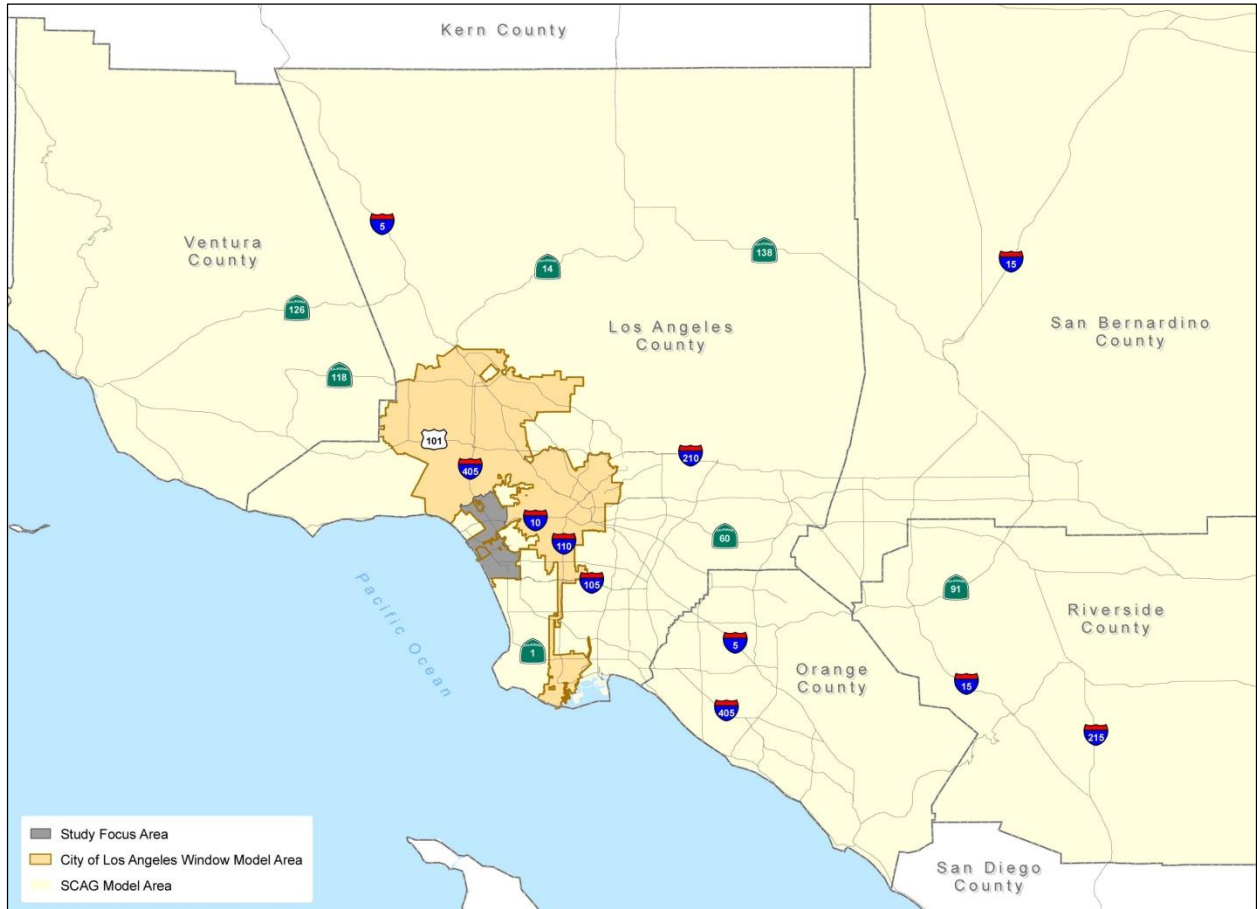 Kern County
5
Ventura
County
14
138
15
126
Los Angeles
County
San Bernardino
County
118
101
405
210
10
110
60
105
91
Riverside
County
Pacific Ocean
1
5
Orange
County
15
405
215
Study Focus Area
City of Los Angeles Window Model Area
SCAG Model Area
San Diego
County